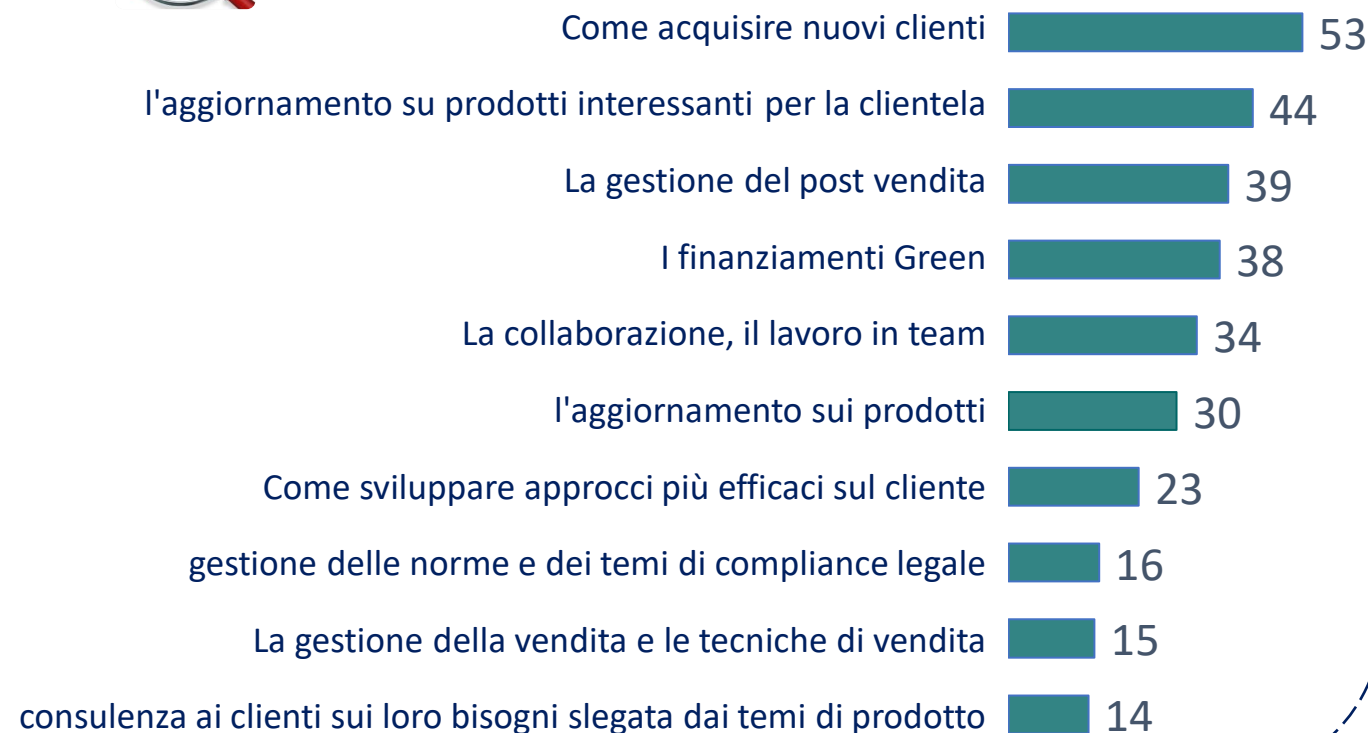 Come acquisire nuovi clienti 53
l'aggiornamento su prodotti interessanti per la clientela 44
La gestione del post vendita 39
I finanziamenti Green 38
La collaborazione, il lavoro in team 34
l'aggiornamento sui prodotti 30
Come sviluppare approcci più efficaci sul cliente 23
gestione delle norme e dei temi di compliance legale 16
La gestione della vendita e le tecniche di vendita 15
consulenza ai clienti sui loro bisogni slegata dai temi di prodotto 14